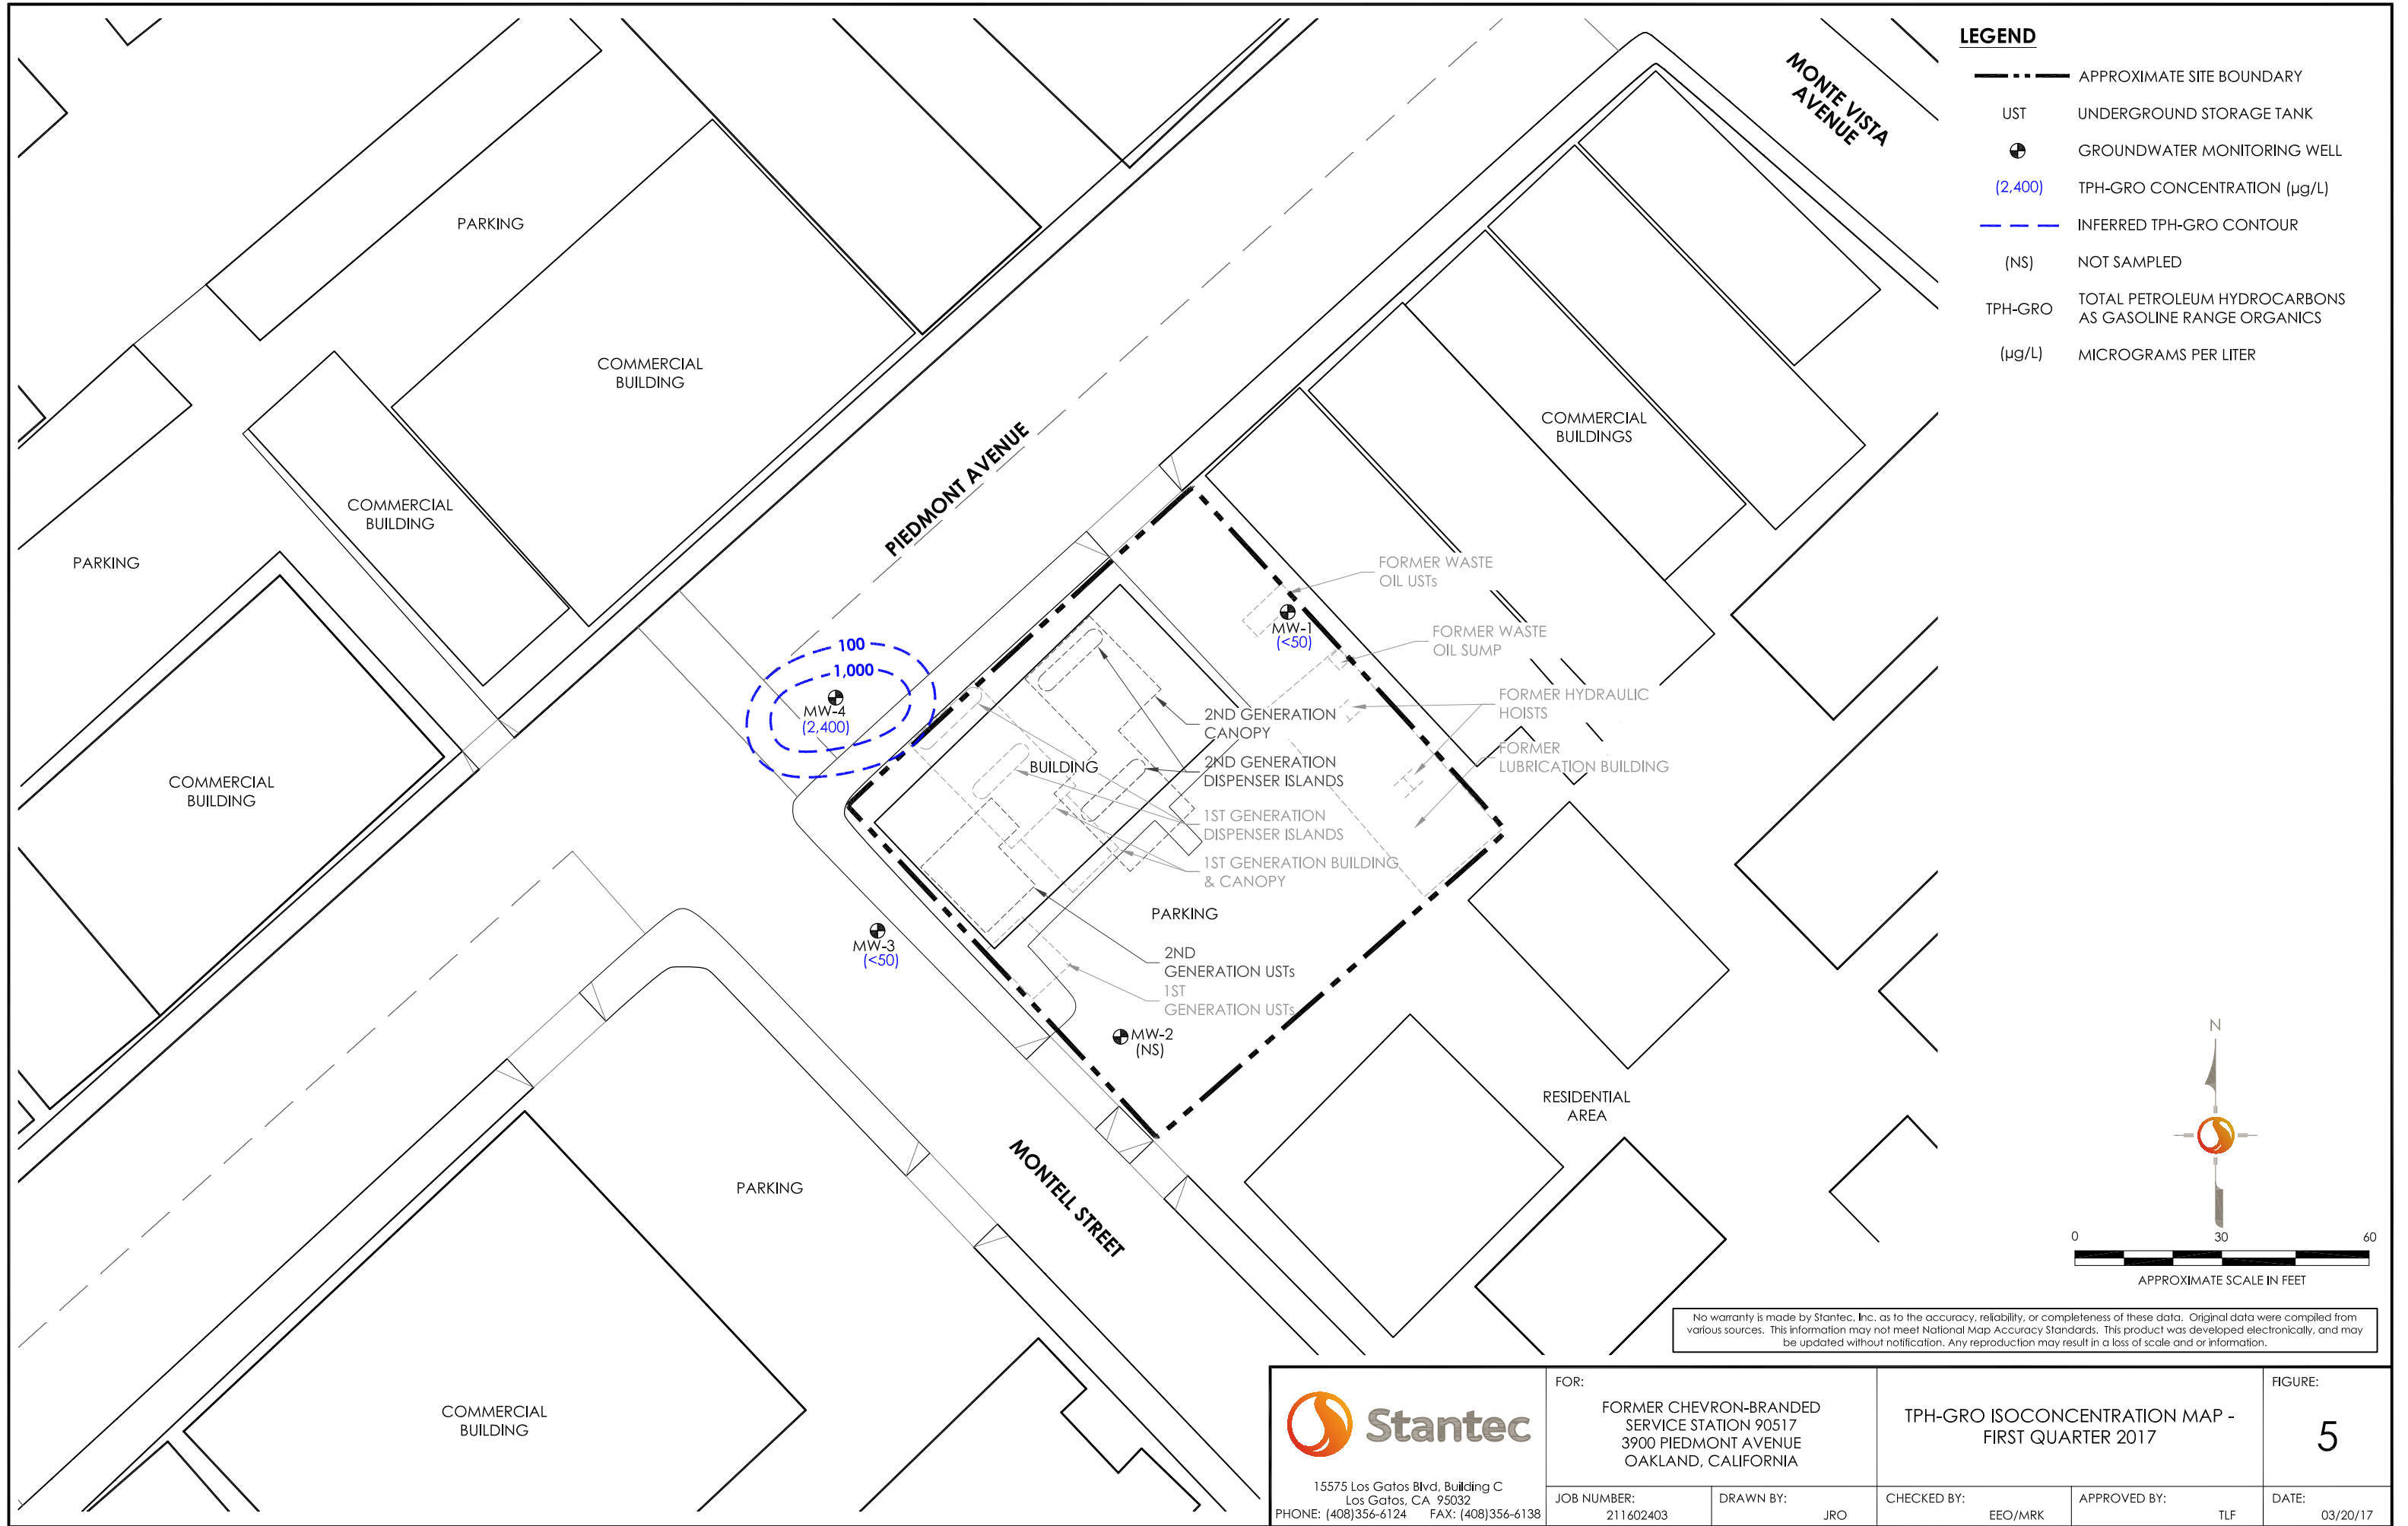 LEGEND
APPROXIMATE SITE BOUNDARY
UST UNDERGROUND STORAGE TANK
GROUNDWATER MONITORING WELL
(2,400) TPH-GRO CONCENTRATION (µg/L)
INFERRED TPH-GRO CONTOUR
(NS) NOT SAMPLED
TPH-GRO TOTAL PETROLEUM HYDROCARBONS
AS GASOLINE RANGE ORGANICS
(µg/L) MICROGRAMS PER LITER
MONTE VISTA
AVENUE
PARKING
COMMERCIAL
BUILDING
COMMERCIAL
BUILDINGS
PIEDMONT AVENUE
COMMERCIAL
BUILDING
PARKING
FORMER WASTE
OIL USTs
MW-1
(<50)
FORMER WASTE
OIL SUMP
100
1,000
MW-4
(2,400)
FORMER HYDRAULIC
HOISTS
2ND GENERATION
CANOPY
FORMER
LUBRICATION BUILDING
BUILDING
2ND GENERATION
DISPENSER ISLANDS
COMMERCIAL
BUILDING
1ST GENERATION
DISPENSER ISLANDS
1ST GENERATION BUILDING
& CANOPY
PARKING
MW-3
(<50)
2ND
GENERATION USTs
1ST
GENERATION USTs
MW-2
(NS)
RESIDENTIAL
AREA
MONTELL STREET
PARKING
COMMERCIAL
BUILDING
N
0 30 60
APPROXIMATE SCALE IN FEET
No warranty is made by Stantec, Inc. as to the accuracy, reliability, or completeness of these data. Original data were compiled from
various sources. This information may not meet National Map Accuracy Standards. This product was developed electronically, and may
be updated without notification. Any reproduction may result in a loss of scale and or information.
Stantec
15575 Los Gatos Blvd, Building C
Los Gatos, CA 95032
PHONE: (408)356-6124 FAX: (408)356-6138
FOR:
FORMER CHEVRON-BRANDED
SERVICE STATION 90517
3900 PIEDMONT AVENUE
OAKLAND, CALIFORNIA
TPH-GRO ISOCONCENTRATION MAP -
FIRST QUARTER 2017
FIGURE:
5
JOB NUMBER:
211602403
DRAWN BY:
JRO
CHECKED BY:
EEO/MRK
APPROVED BY:
TLF
DATE:
03/20/17